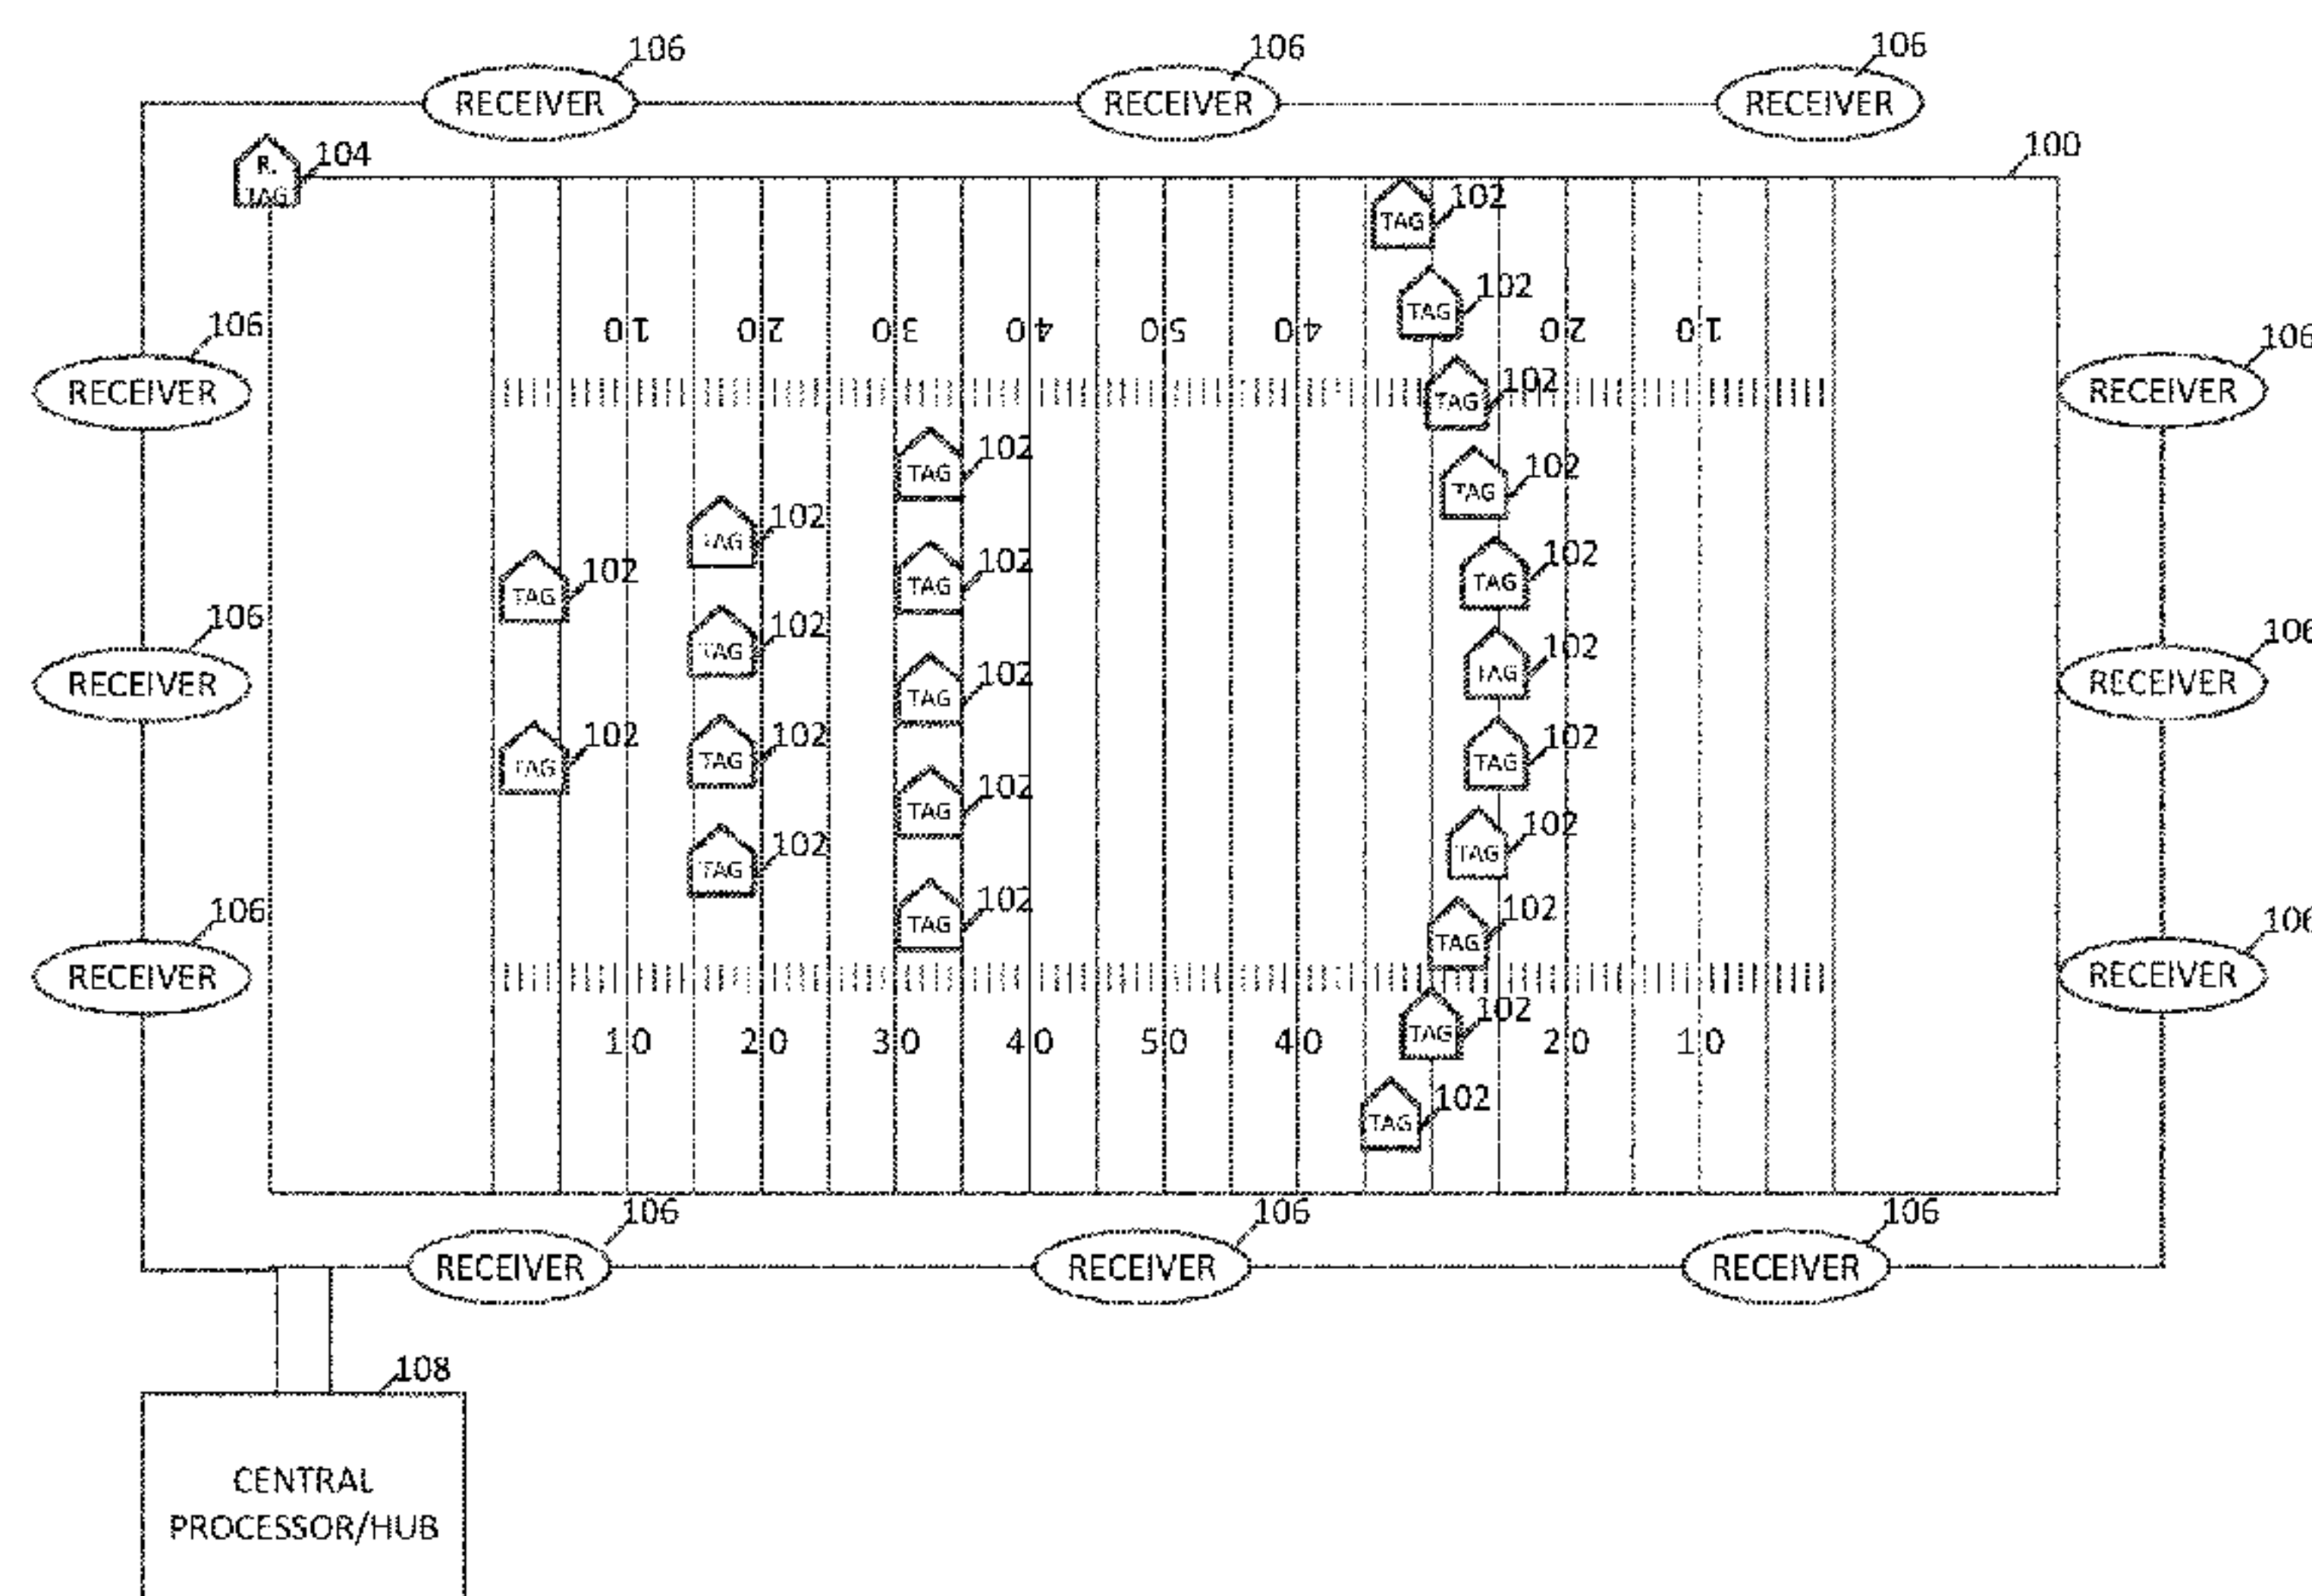 106 106 106
RECEIVER RECEIVER RECEIVER
R. TAG 104 100
TAG 102
TAG 102
106 10 20 30 40 50 40 20 10 106
RECEIVER TAG 102 RECEIVER
TAG 102 TAG 102
TAG 102
TAG 102 TAG 102 TAG 102
106 TAG 102 TAG 102 106
RECEIVER TAG 102 RECEIVER
TAG 102 TAG 102 TAG 102
TAG 102 TAG 102
TAG 102
106 TAG 102 TAG 102 106
RECEIVER RECEIVER
10 20 30 40 50 40 TAG 102 20 10
TAG 102
106 106 106
RECEIVER RECEIVER RECEIVER
108
CENTRAL
PROCESSOR/HUB